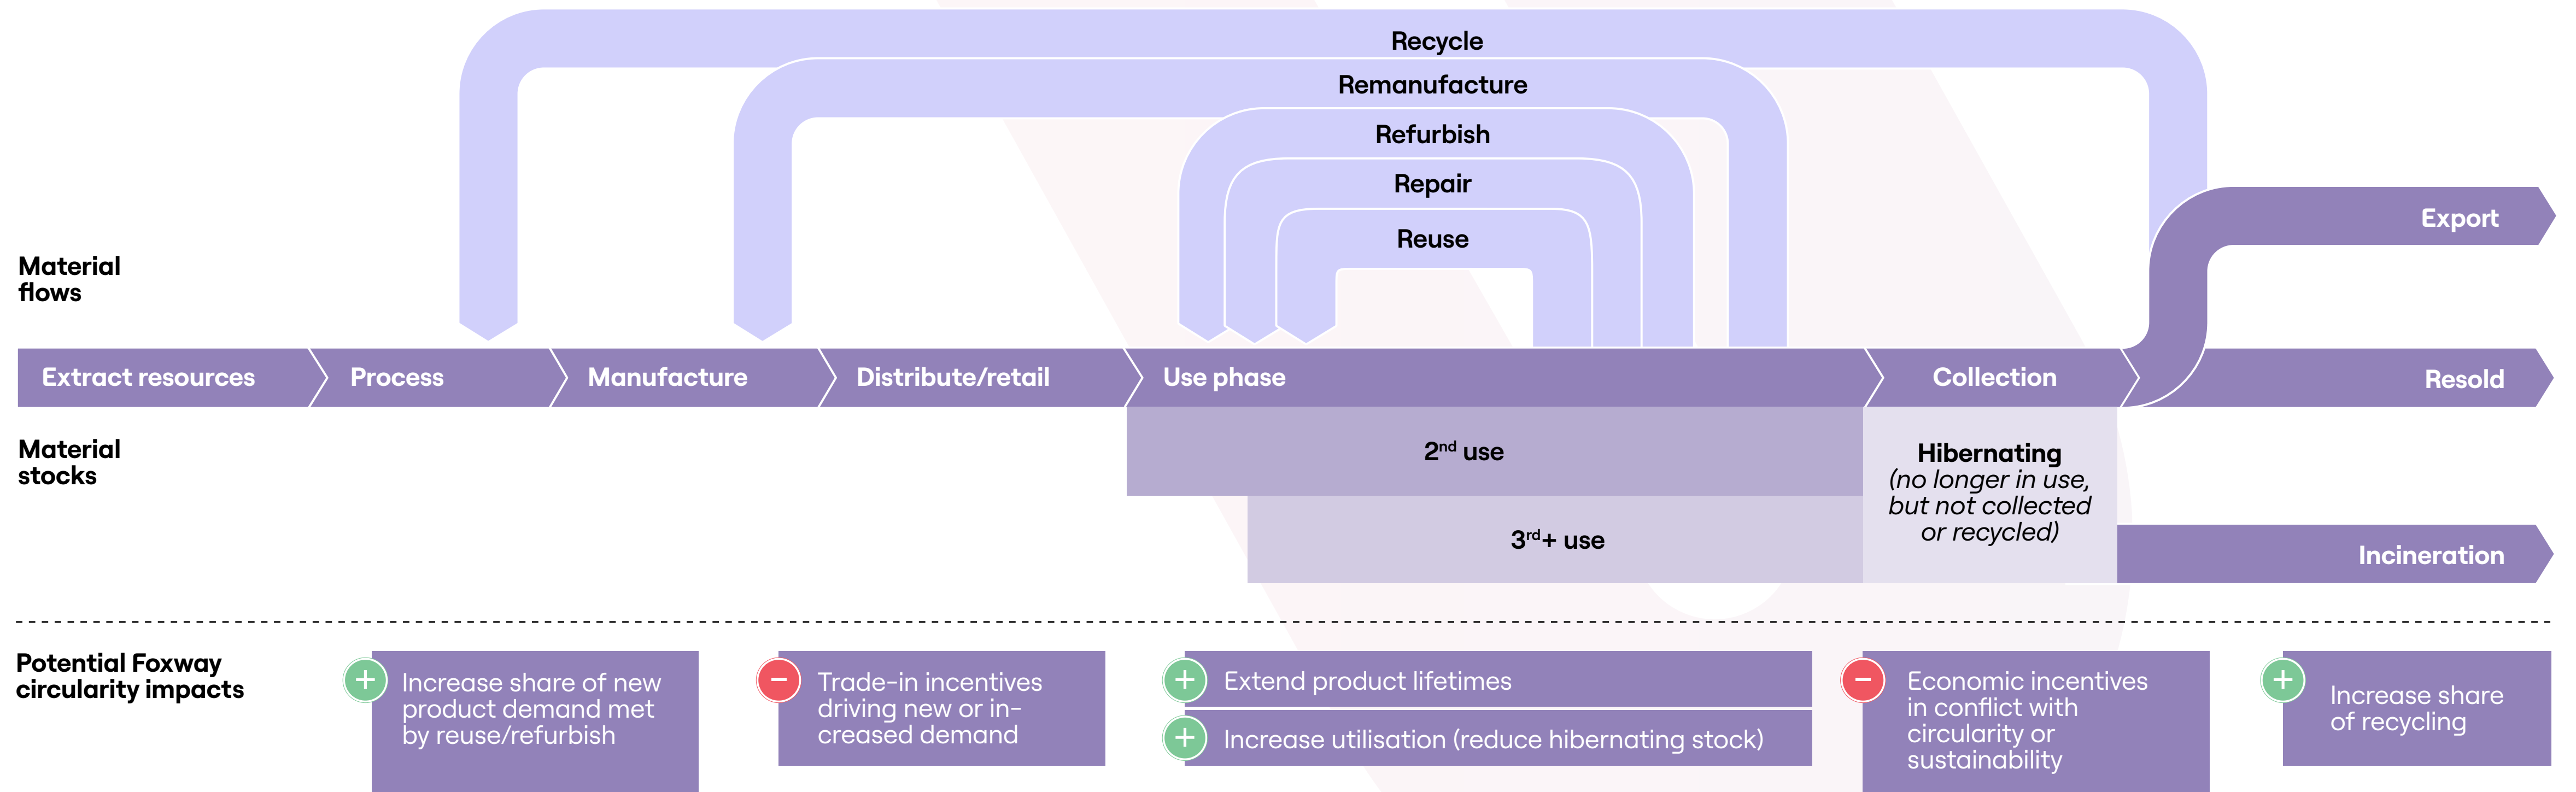 Recycle
Remanufacture
Refurbish
Repair
Reuse
Export
Material
flows
Extract resources
Process
Manufacture
Distribute/retail
Use phase
Collection
Resold
Material
stocks
2nd use
3rd+ use
Hibernating
(no longer in use,
but not collected
or recycled)
Incineration
Potential Foxway
circularity impacts
+
Increase share of new
product demand met
by reuse/refurbish
−
Trade-in incentives
driving new or in-
creased demand
+
Extend product lifetimes
+
Increase utilisation (reduce hibernating stock)
−
Economic incentives
in conflict with
circularity or
sustainability
+
Increase share
of recycling